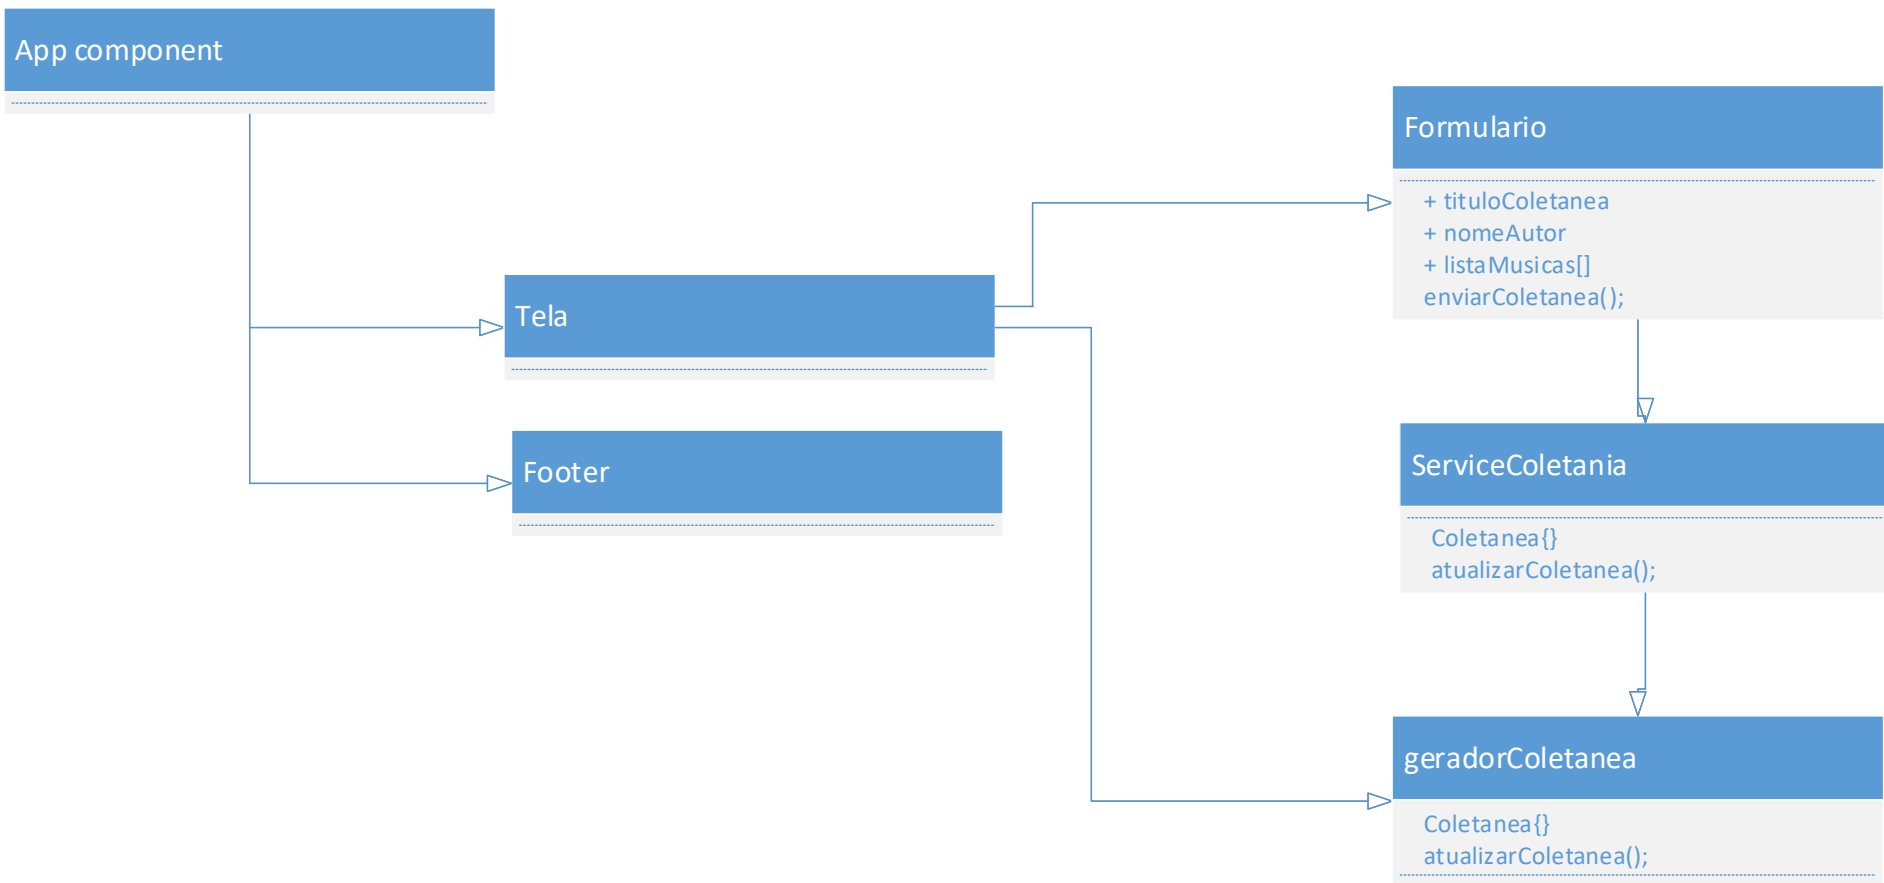 App component
Formulario
+ tituloColetanea
+ nomeAutor
+ listaMusicas[]
enviarColetanea();
Tela
Footer
ServiceColetania
Coletanea{}
atualizarColetanea();
geradorColetanea
Coletanea{}
atualizarColetanea();